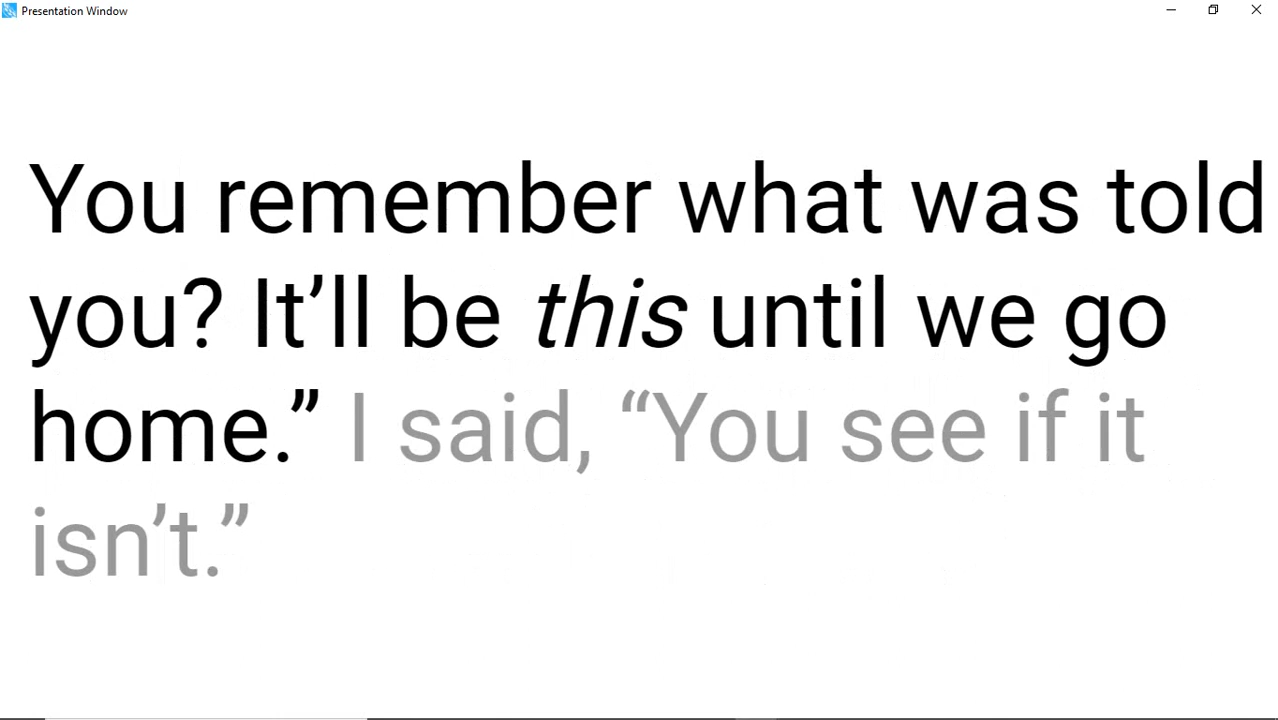 Presentation Window
You remember what was told
you? It’ll be this until we go
home.” I said, “You see if it
isn’t.”